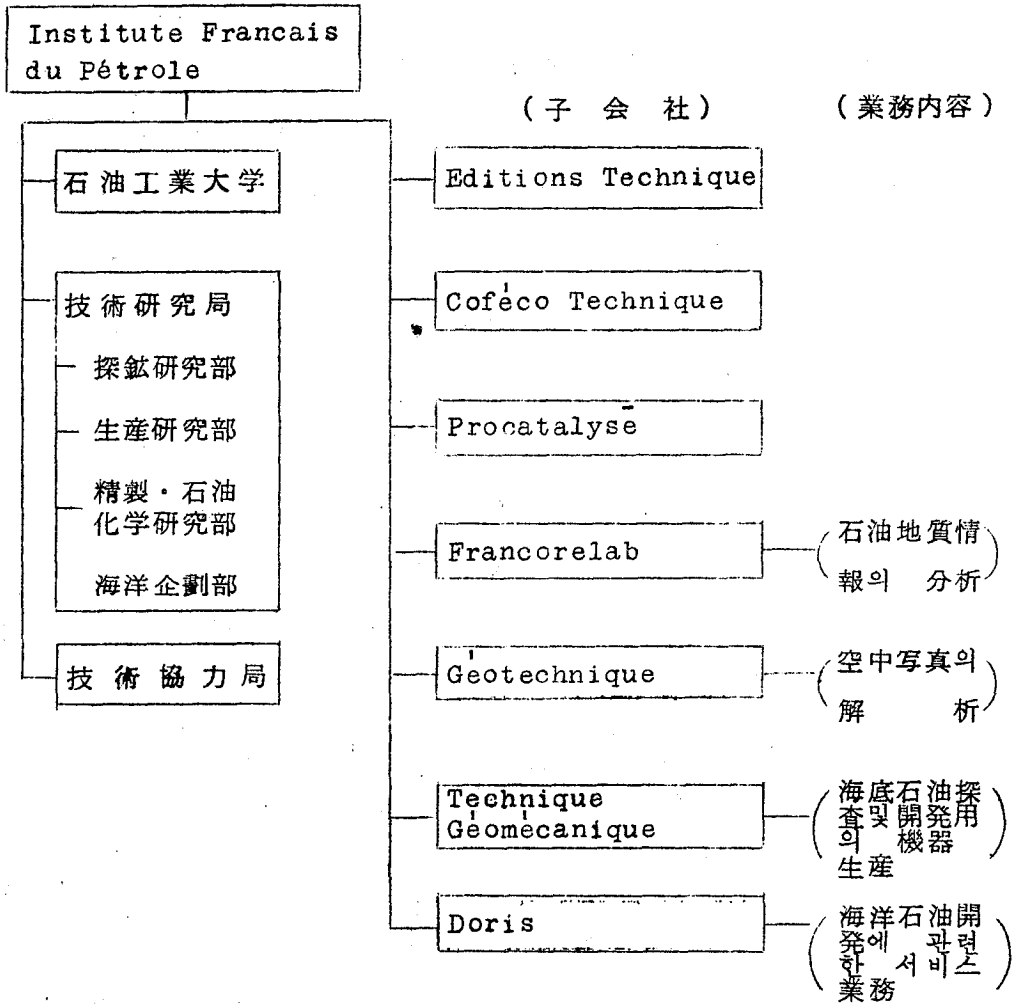 Institute Francais
du Pétrole
(子 会 社)
(業務内容)
石油工業大学
技術研究局
探鉱研究部
生産研究部
精製・石油
化学研究部
海洋企劃部
技術協力局
Editions Technique
Coféco Technique
Procatalyse
Francorelab
(石油地質情
報의 分析)
Géotechnique
(空中写真의
解 析)
Technique
Géomécanique
(海底石油探
査및開発用
의 機器
生産)
Doris
(海洋石油開
発에 관련
한 서비스
業務)